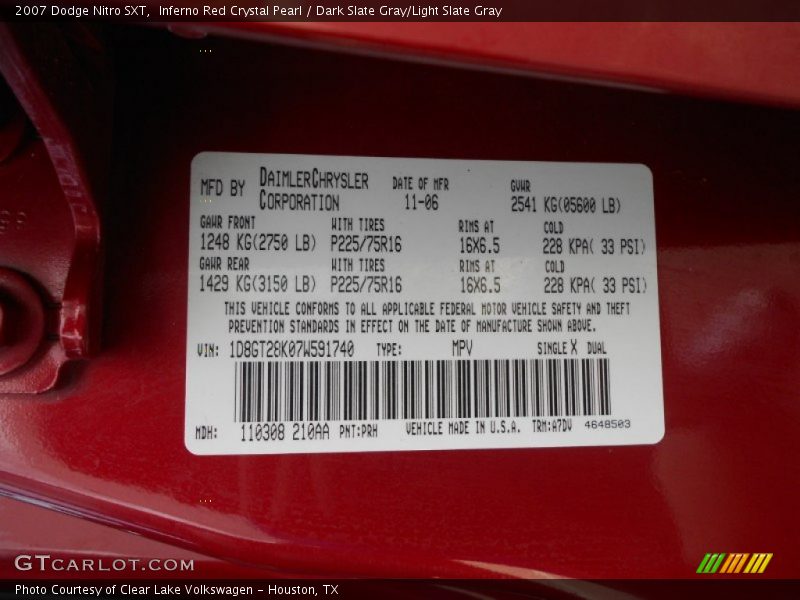 2007 Dodge Nitro SXT,  Inferno Red Crystal Pearl / Dark Slate Gray/Light Slate Gray
MFD BY DAIMLERCHRYSLER CORPORATION DATE OF MFR 11-06 GVWR 2541 KG(05600 LB)
GAWR FRONT WITH TIRES RIMS AT COLD
1248 KG(2750 LB) P225/75R16 16X6.5 228 KPA( 33 PSI)
GAWR REAR WITH TIRES RIMS AT COLD
1429 KG(3150 LB) P225/75R16 16X6.5 228 KPA( 33 PSI)
THIS VEHICLE CONFORMS TO ALL APPLICABLE FEDERAL MOTOR VEHICLE SAFETY AND THEFT
PREVENTION STANDARDS IN EFFECT ON THE DATE OF MANUFACTURE SHOWN ABOVE.
VIN: 1D8GT28K07W591740 TYPE: MPV SINGLE X DUAL
MDH: 110308 210AA PNT:PRH VEHICLE MADE IN U.S.A. TRM:A7DV 4648503
GTCARLOT.COM
Photo Courtesy of Clear Lake Volkswagen - Houston, TX